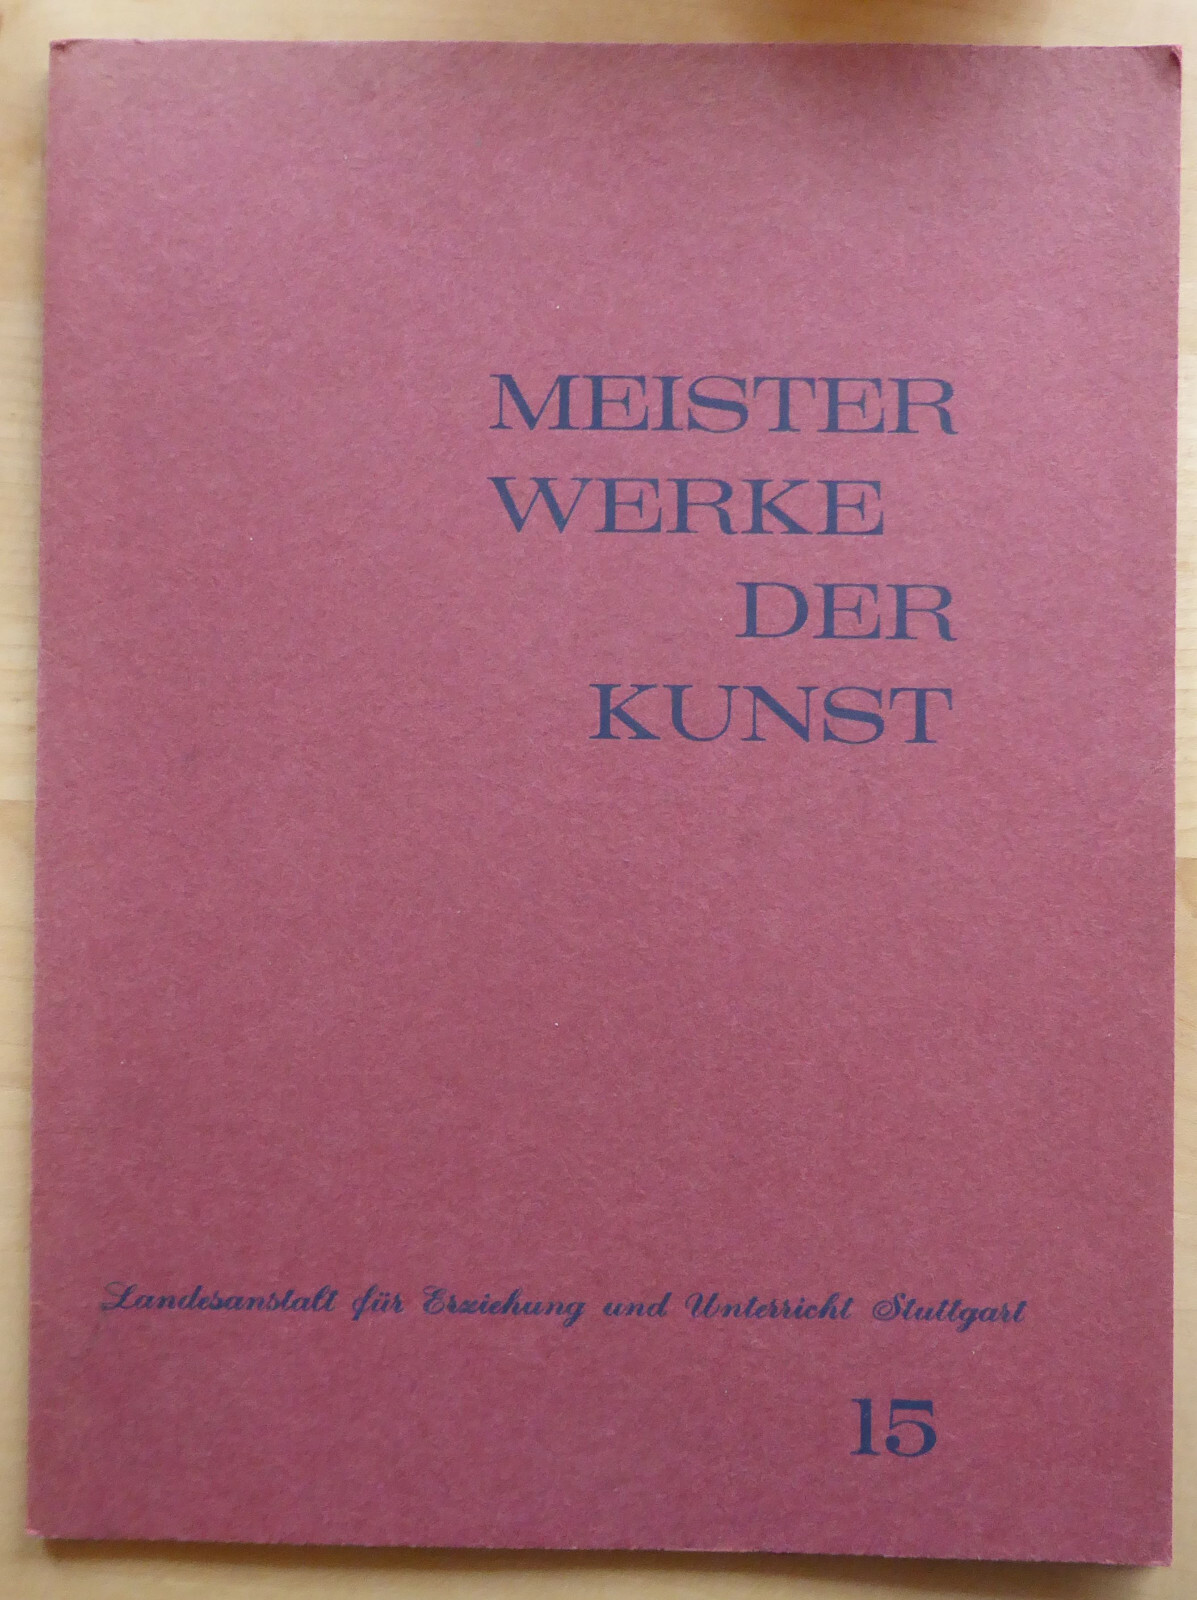 MEISTER
WERKE
DER
KUNST
Landesanstalt für Erziehung und Unterricht Stuttgart
15